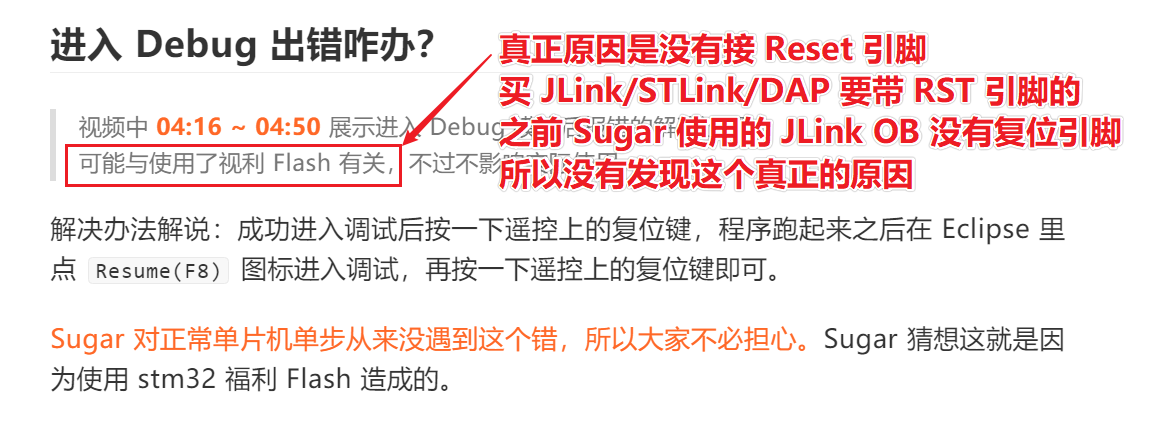 进入 Debug 出错咋办？
真正原因是没有接 Reset 引脚
买 JLink/STLink/DAP 要带 RST 引脚的
之前 Sugar 使用的 JLink OB 没有复位引脚
所以没有发现这个真正的原因
视频中 04:16 ~ 04:50 展示进入 Debug
可能与使用了视利 Flash 有关，不过不影响
解决办法解说：成功进入调试后按一下遥控上的复位键，程序跑起来之后在 Eclipse 里
点 Resume(F8) 图标进入调试，再按一下遥控上的复位键即可。
Sugar 对正常单片机单步从来没遇到这个错，所以大家不必担心。Sugar 猜想这就是因
为使用 stm32 福利 Flash 造成的。